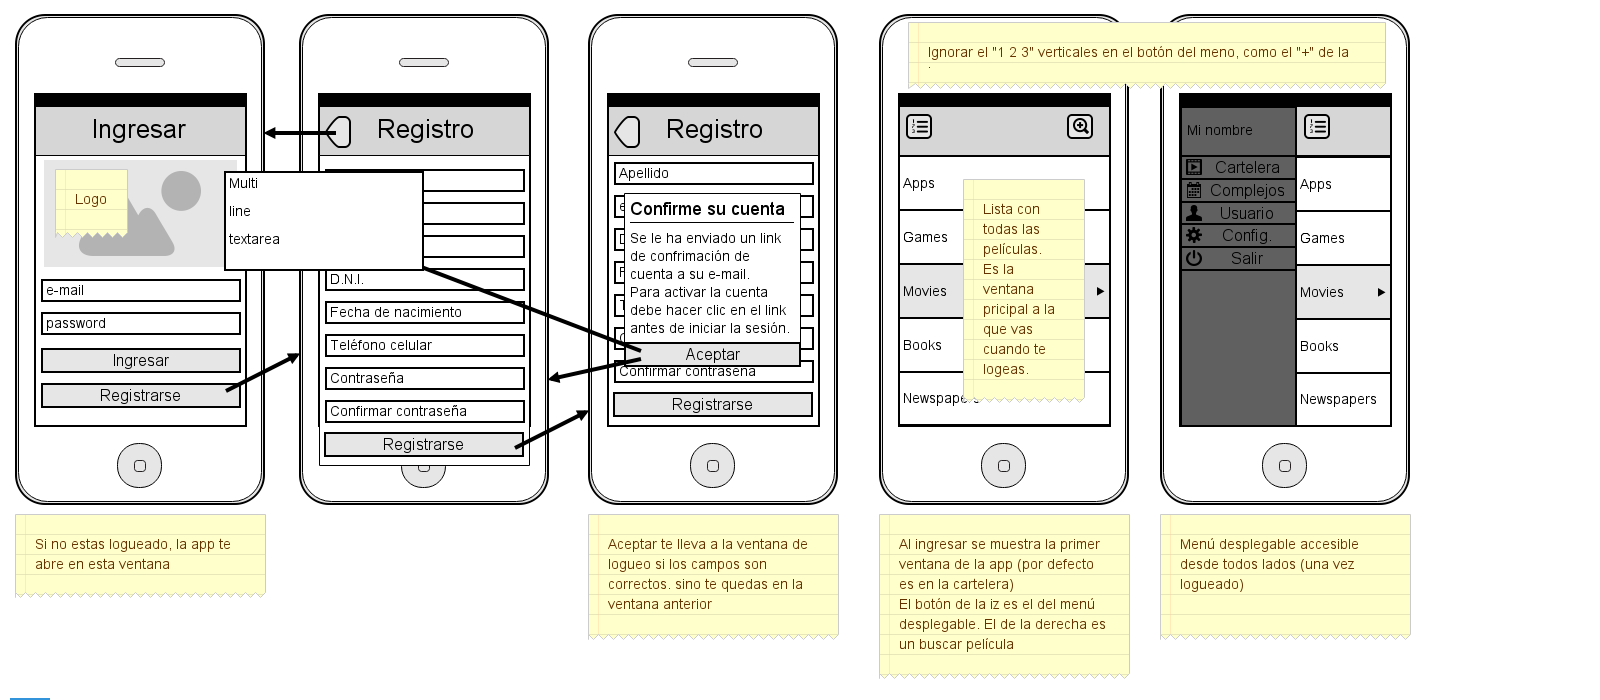 Ingresar
Logo
e-mail
password
Ingresar
Registrarse
Si no estas logueado, la app te
abre en esta ventana
Registro
Multi
line
textarea
D.N.I.
Fecha de nacimiento
Teléfono celular
Contraseña
Confirmar contraseña
Registrarse
Registro
Apellido
Confirme su cuenta
Se le ha enviado un link
de confrimación de
cuenta a su e-mail.
Para activar la cuenta
debe hacer clic en el link
antes de iniciar la sesión.
Aceptar
Confirmar contraseña
Registrarse
Aceptar te lleva a la ventana de
logueo si los campos son
correctos. sino te quedas en la
ventana anterior
Ignorar el "1 2 3" verticales en el botón del meno, como el "+" de la
Apps
Games
Movies
Books
Newspapers
Lista con
todas las
películas.
Es la
ventana
pricipal a la
que vas
cuando te
logeas.
Al ingresar se muestra la primer
ventana de la app (por defecto
es en la cartelera)
El botón de la iz es el del menú
desplegable. El de la derecha es
un buscar película
Mi nombre
Cartelera
Complejos
Usuario
Config.
Salir
Apps
Games
Movies
Books
Newspapers
Menú desplegable accesible
desde todos lados (una vez
logueado)